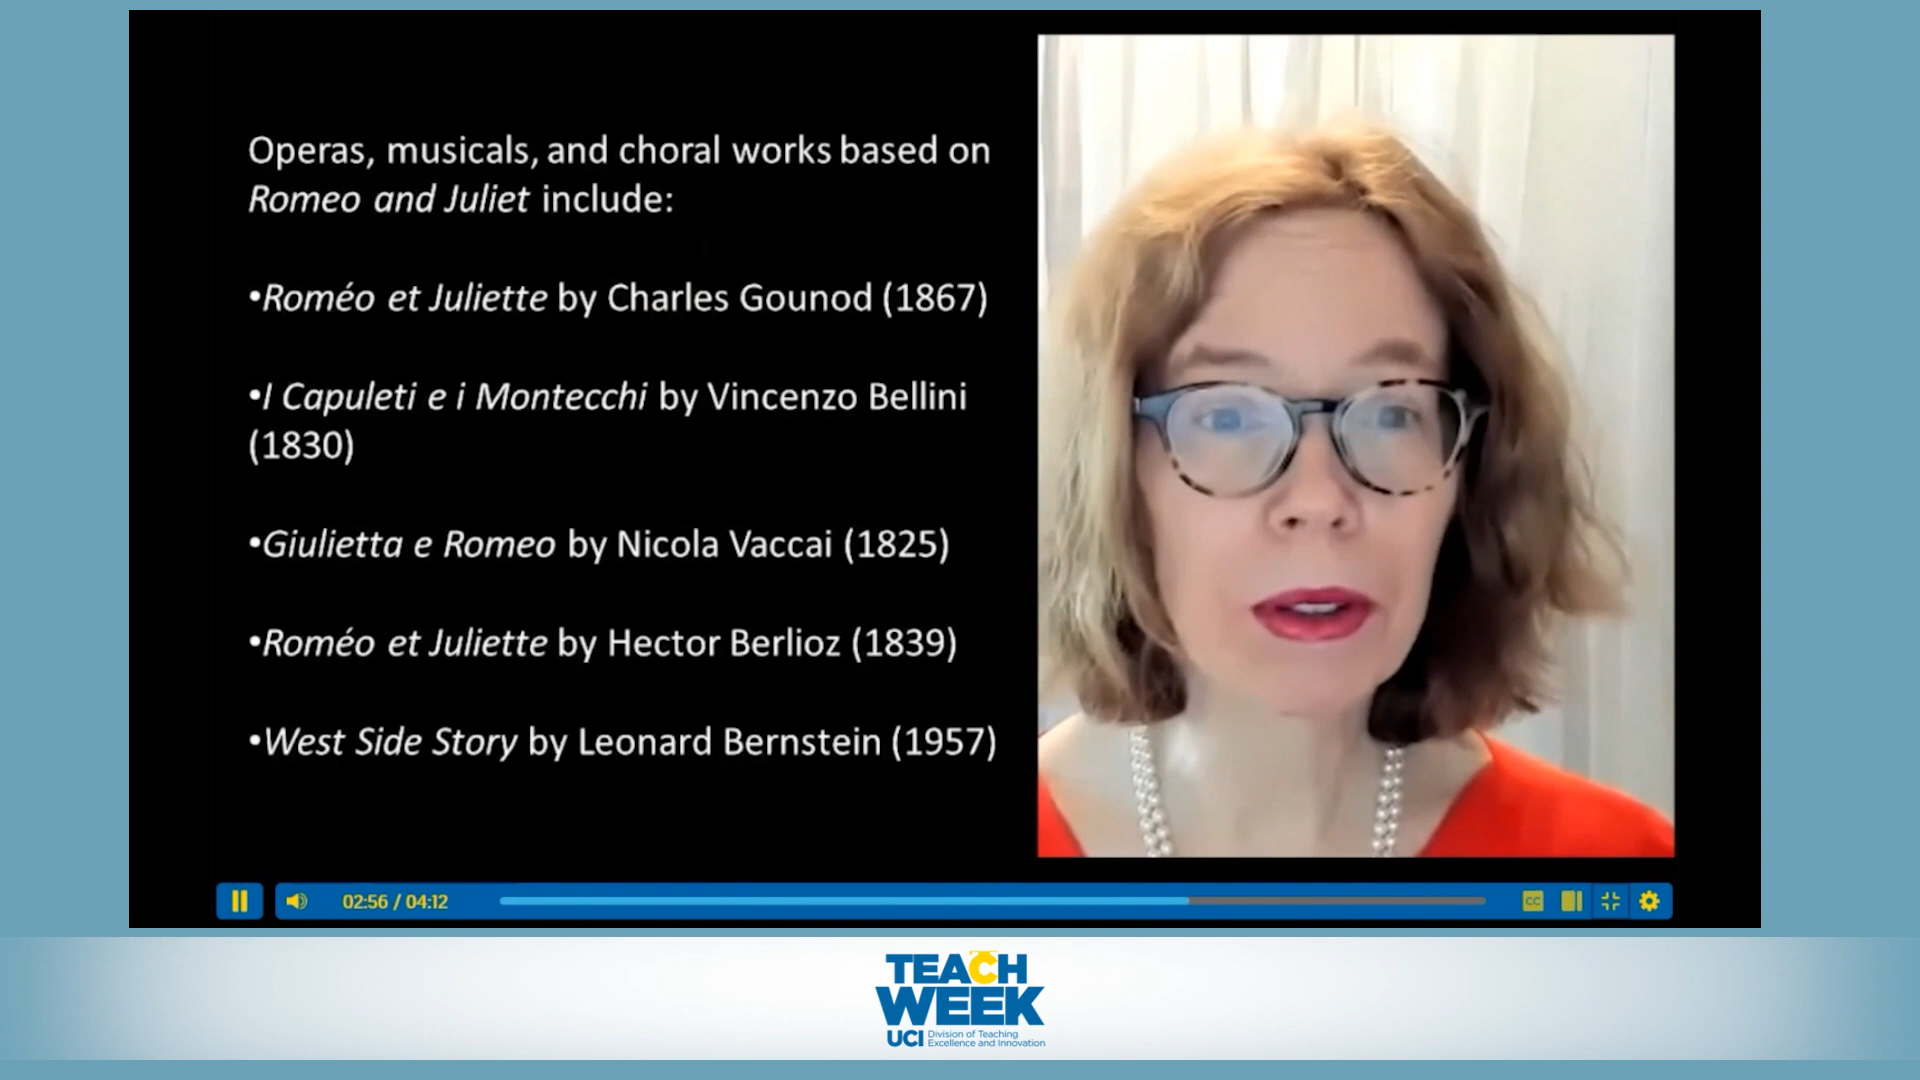 Operas, musicals, and choral works based on
Romeo and Juliet include:
•Roméo et Juliette by Charles Gounod (1867)
•I Capuleti e i Montecchi by Vincenzo Bellini
(1830)
•Giulietta e Romeo by Nicola Vaccai (1825)
•Roméo et Juliette by Hector Berlioz (1839)
•West Side Story by Leonard Bernstein (1957)
02:56 / 04:12
CC
TEACH
WEEK
UCI Division of Teaching
Excellence and Innovation